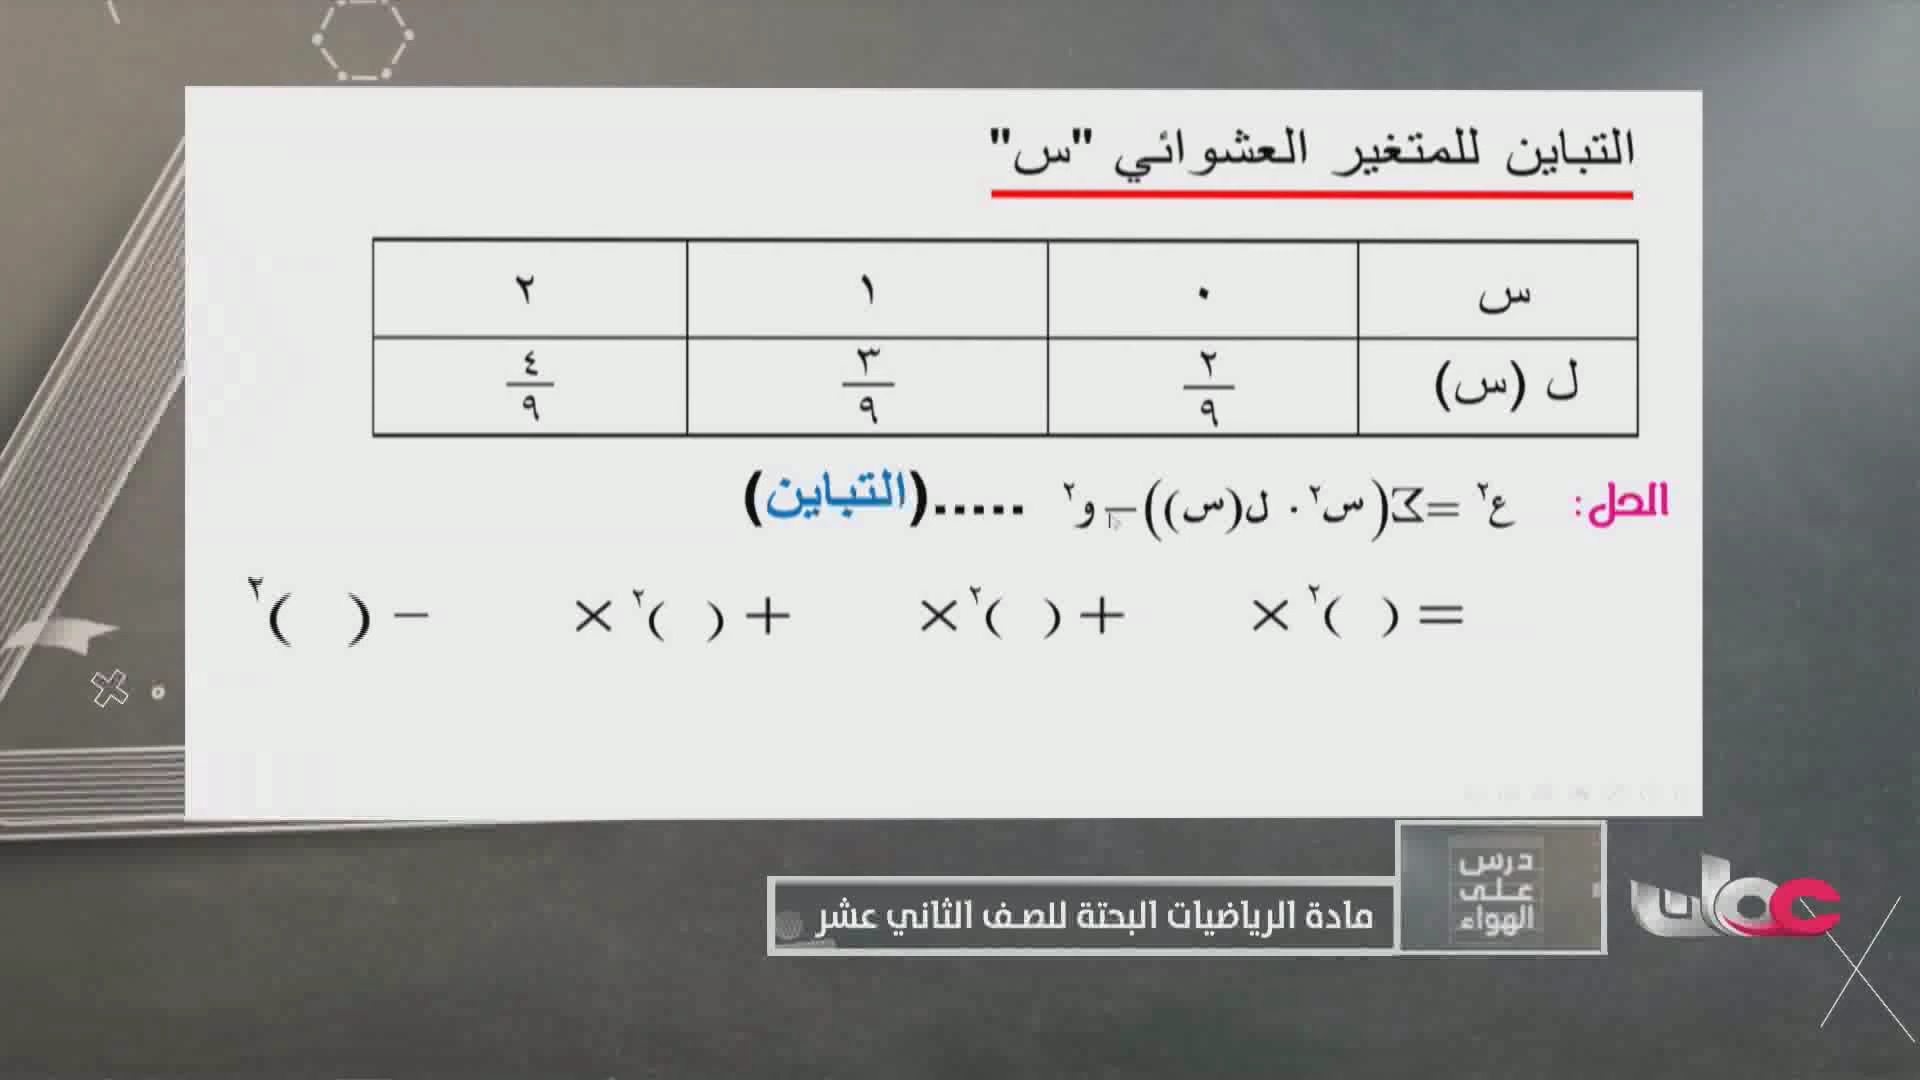 التباين للمتغير العشوائي "س"
س ٠ ١ ٢
ل (س) ٢/٩ ٣/٩ ٤/٩
الحل: ع٢ =Σ(س٢ . ل(س))–و٢ .....(التباين)
= ( )٢ × + ( )٢ × + ( )٢ × – ( )٢
درس
على
الهواء
مادة الرياضيات البحتة للصف الثاني عشر